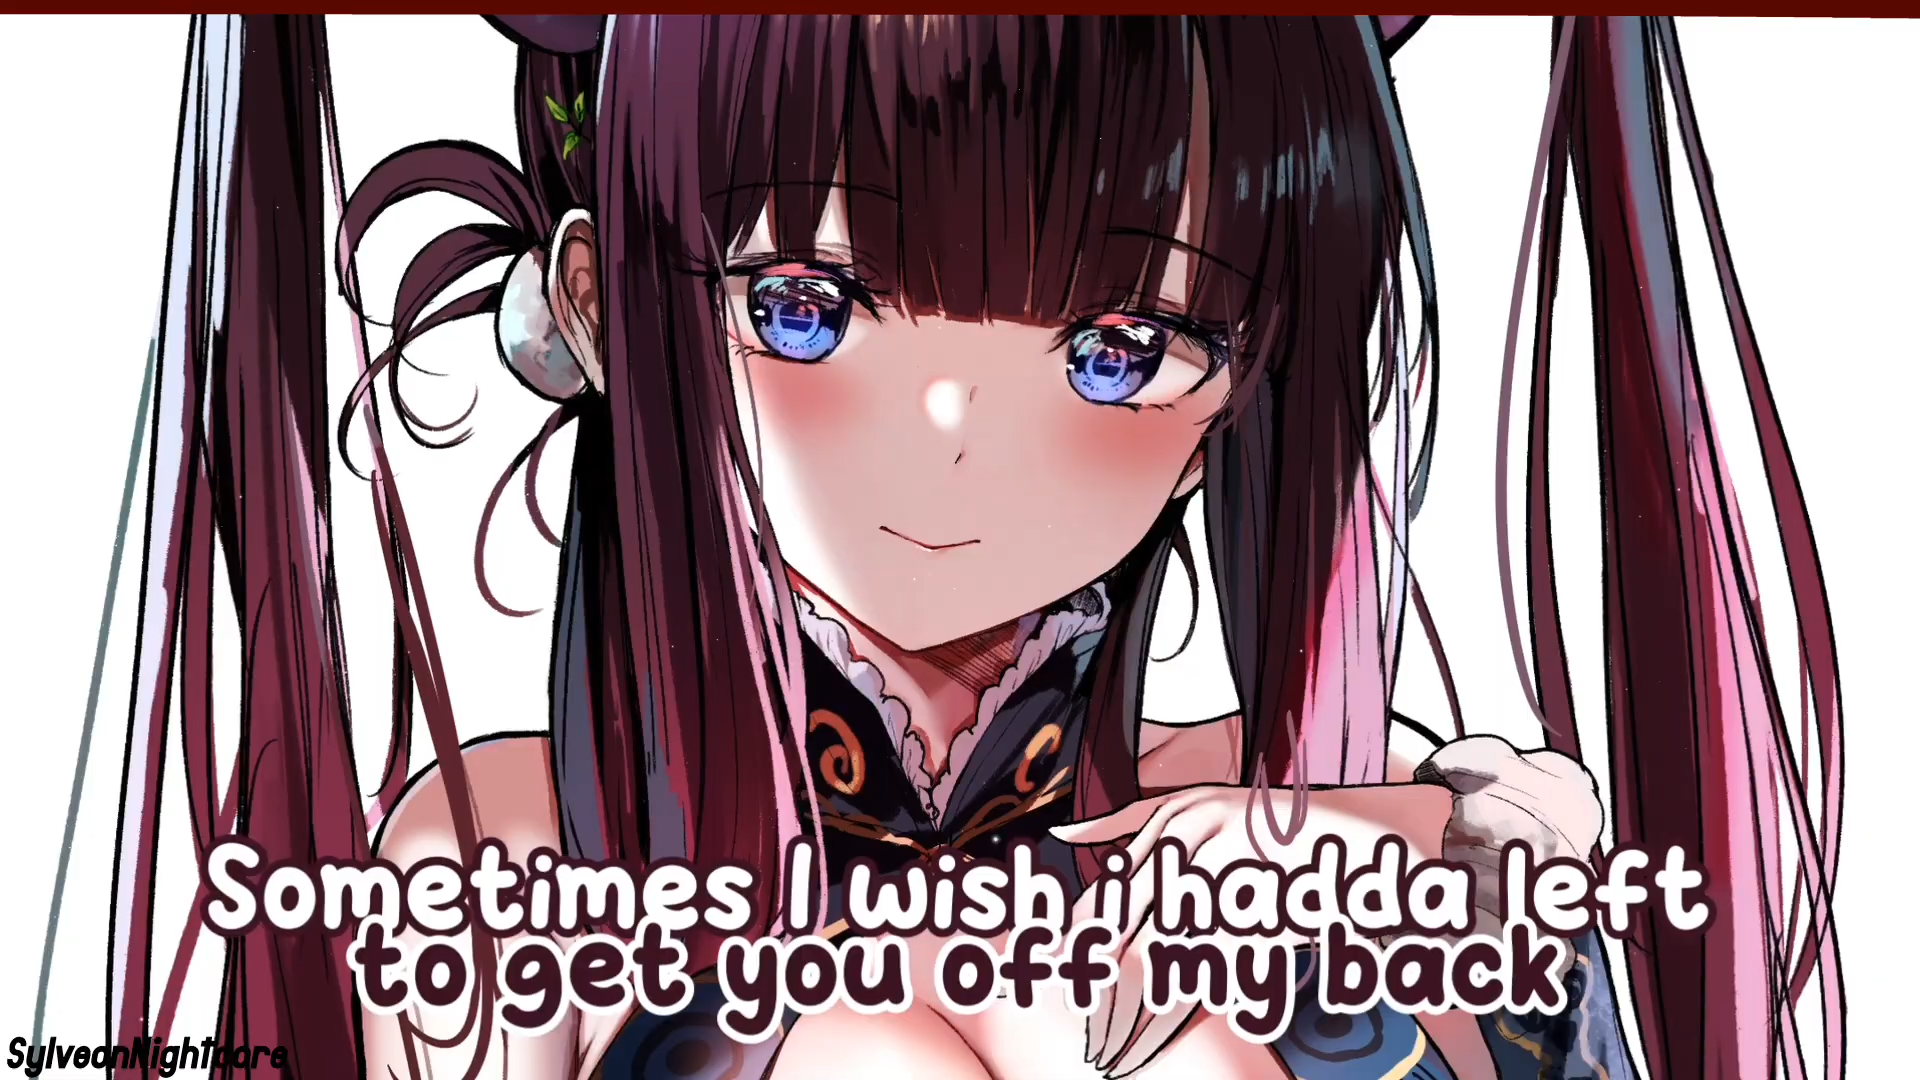 Sometimes I wish i hadda left
to get you off my back
SylveonNightcore